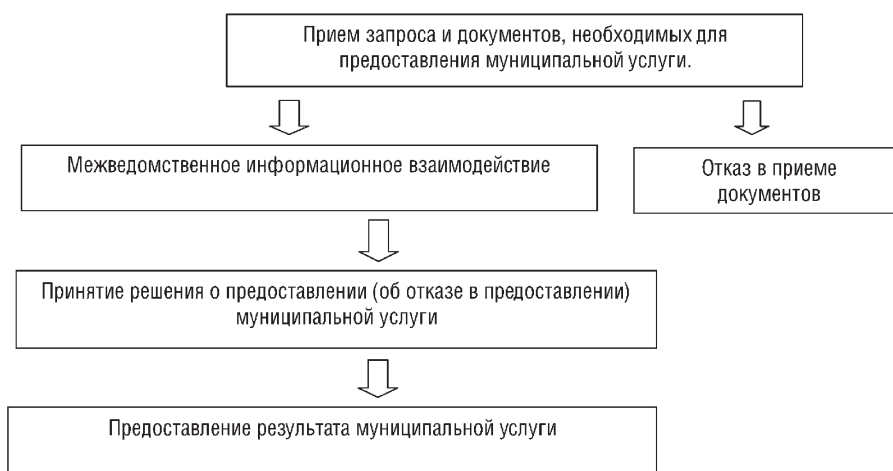 Прием запроса и документов, необходимых для
предоставления муниципальной услуги.
Межведомственное информационное взаимодействие
Отказ в приеме
документов
Принятие решения о предоставлении (об отказе в предоставлении)
муниципальной услуги
Предоставление результата муниципальной услуги